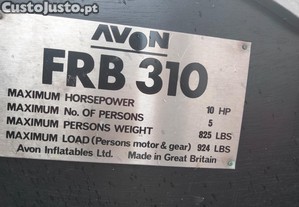 CustoJusto.pt
AVON
FRB 310
MAXIMUM HORSEPOWER 10 HP
MAXIMUM No. OF PERSONS 5
MAXIMUM PERSONS WEIGHT 825 LBS
MAXIMUM LOAD (Persons motor & gear) 924 LBS
Avon Inflatables Ltd. Made in Great Britain